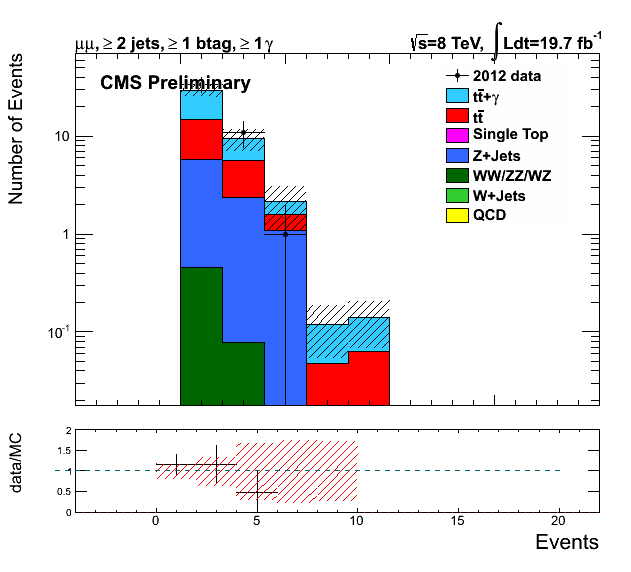 μμ, ≥ 2 jets, ≥ 1 btag, ≥ 1 γ
√s=8 TeV, ∫ Ldt=19.7 fb⁻¹
CMS Preliminary
Number of Events
10
1
10⁻¹
2012 data
tt̄+γ
tt̄
Single Top
Z+Jets
WW/ZZ/WZ
W+Jets
QCD
data/MC
2
1.5
1
0.5
0
0 5 10 15 20
Events